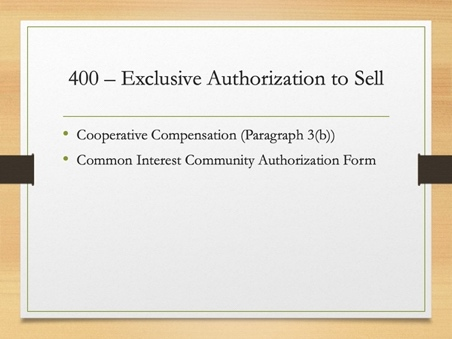 400 – Exclusive Authorization to Sell
• Cooperative Compensation (Paragraph 3(b))
• Common Interest Community Authorization Form